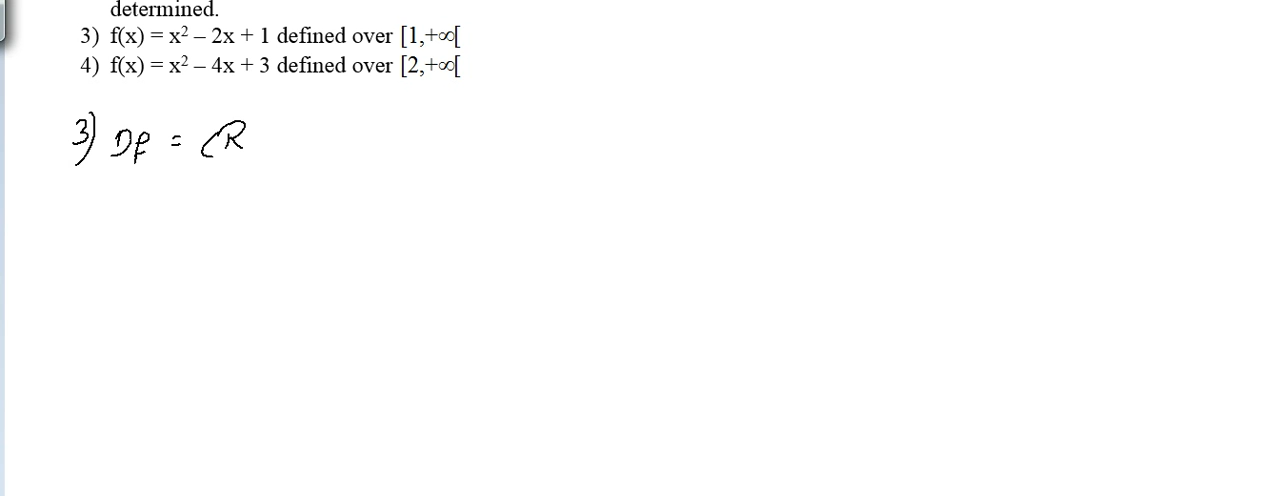 determined.
3) f(x) = x² – 2x + 1 defined over [1,+∞[
4) f(x) = x² – 4x + 3 defined over [2,+∞[
3) Df = ℝ